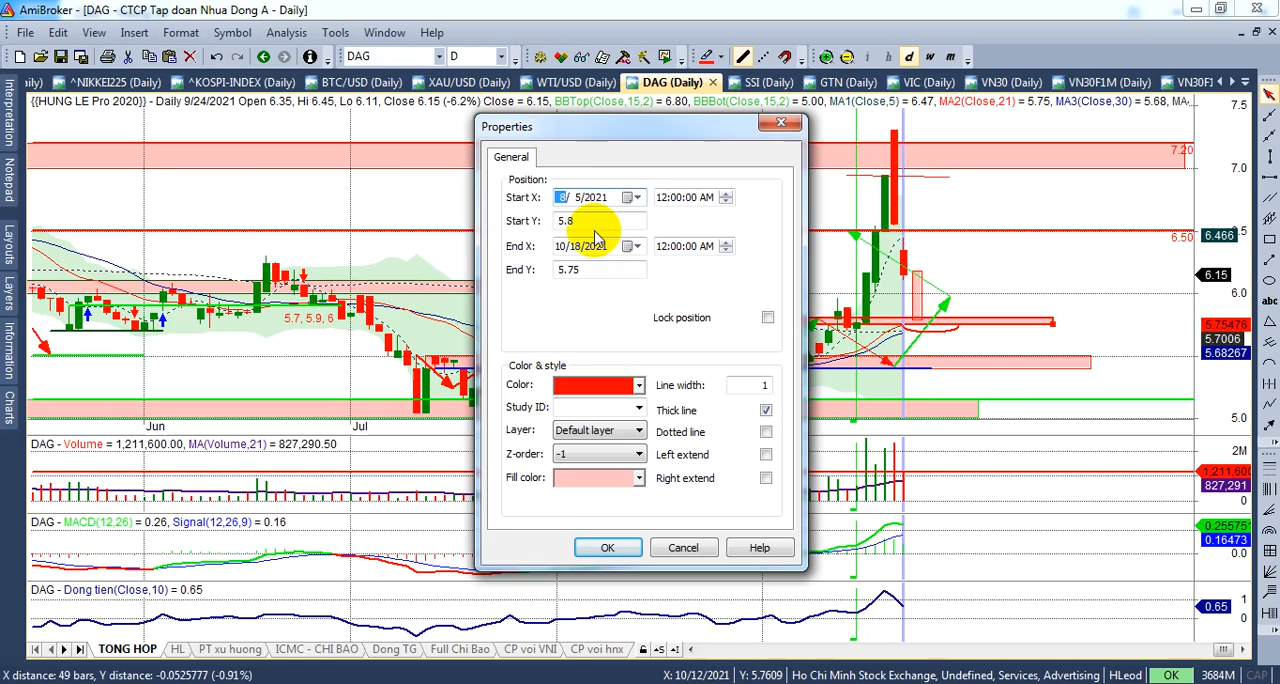 AmiBroker - [DAG - CTCP Tap doan Nhua Dong A - Daily]
File Edit View Insert Format Symbol Analysis Tools Window Help
DAG D i h d w m
ily) ^NIKKEI225 (Daily) ^KOSPI-INDEX (Daily) BTC/USD (Daily) XAU/USD (Daily) WTI/USD (Daily) DAG (Daily) SSI (Daily) GTN (Daily) VIC (Daily) VN30 (Daily) VN30F1M (Daily) VN30F1
{{HUNG LE Pro 2020}} - Daily 9/24/2021 Open 6.35, Hi 6.45, Lo 6.11, Close 6.15 (-6.2%) Close = 6.15, BBTop(Close,15,2) = 6.80, BBBot(Close,15,2) = 5.00, MA1(Close,5) = 6.47, MA2(Close,21) = 5.75, MA3(Close,30) = 5.68, MA
7.5
Interpretation
Notepad
Layouts
Layers
Information
Charts
7.20
7.0
6.50
6.466
6.15
6.0
5.75476
5.7006
5.68267
5.0
5.7, 5.9, 6
Jun Jul
Properties
General
Position:
Start X: 8/ 5/2021 12:00:00 AM
Start Y: 5.8
End X: 10/18/2021 12:00:00 AM
End Y: 5.75
Lock position
Color & style
Color: Line width: 1
Study ID: Thick line
Layer: Default layer Dotted line
Z-order: -1 Left extend
Fill color: Right extend
OK Cancel Help
DAG - Volume = 1,211,600.00, MA(Volume,21) = 827,290.50
2M
1,211,600
827,291
0
DAG - MACD(12,26) = 0.26, Signal(12,26,9) = 0.16
0.25575
0.16473
0.0
DAG - Dong tien(Close,10) = 0.65
1
0.65
0
TONG HOP HL PT xu huong ICMC - CHI BAO Dong TG Full Chi Bao CP voi VNI CP voi hnx
X distance: 49 bars, Y distance: -0.0525777 (-0.91%) X: 10/12/2021 Y: 5.7609 Ho Chi Minh Stock Exchange, Undefined, Services, Advertising HLeod OK 3684M CAP